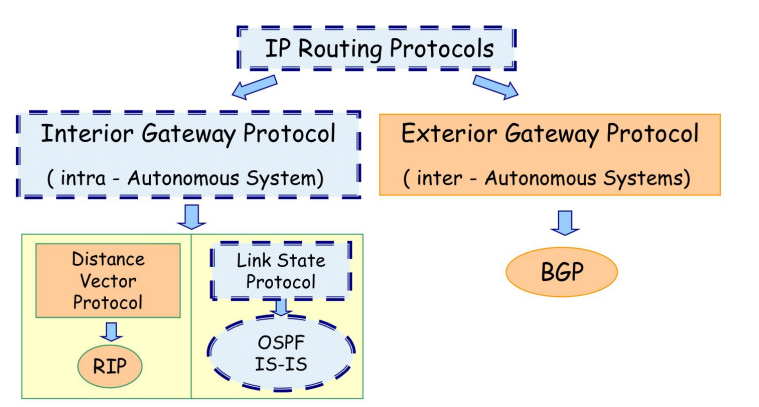 IP Routing Protocols
Interior Gateway Protocol
( intra - Autonomous System)
Exterior Gateway Protocol
( inter - Autonomous Systems)
Distance
Vector
Protocol
RIP
Link State
Protocol
OSPF
IS-IS
BGP